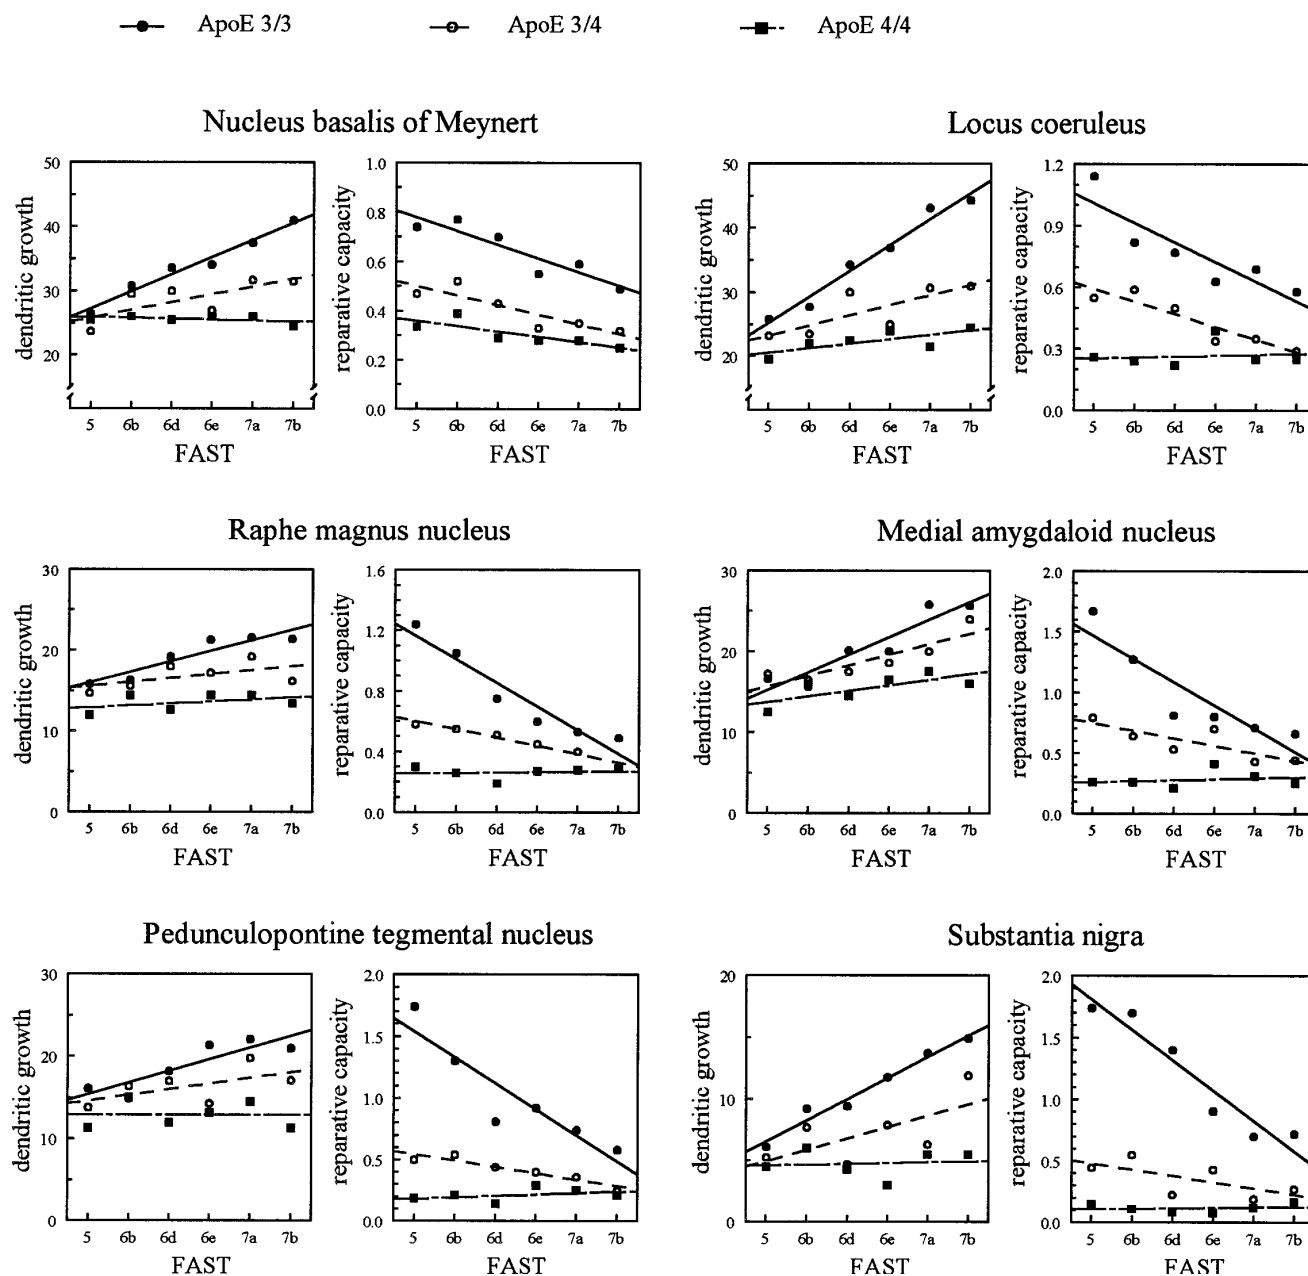 ApoE 3/3 ApoE 3/4 ApoE 4/4
Nucleus basalis of Meynert
dendritic growth
50
40
30
20
5 6b 6d 6e 7a 7b
FAST
reparative capacity
1.0
0.8
0.6
0.4
0.2
0.0
5 6b 6d 6e 7a 7b
FAST
Locus coeruleus
dendritic growth
50
40
30
20
5 6b 6d 6e 7a 7b
FAST
reparative capacity
1.2
0.9
0.6
0.3
0.0
5 6b 6d 6e 7a 7b
FAST
Raphe magnus nucleus
dendritic growth
30
20
10
0
5 6b 6d 6e 7a 7b
FAST
reparative capacity
1.6
1.2
0.8
0.4
0.0
5 6b 6d 6e 7a 7b
FAST
Medial amygdaloid nucleus
dendritic growth
30
20
10
0
5 6b 6d 6e 7a 7b
FAST
reparative capacity
2.0
1.5
1.0
0.5
0.0
5 6b 6d 6e 7a 7b
FAST
Pedunculopontine tegmental nucleus
dendritic growth
30
20
10
0
5 6b 6d 6e 7a 7b
FAST
reparative capacity
2.0
1.5
1.0
0.5
0.0
5 6b 6d 6e 7a 7b
FAST
Substantia nigra
dendritic growth
20
10
0
5 6b 6d 6e 7a 7b
FAST
reparative capacity
2.0
1.5
1.0
0.5
0.0
5 6b 6d 6e 7a 7b
FAST